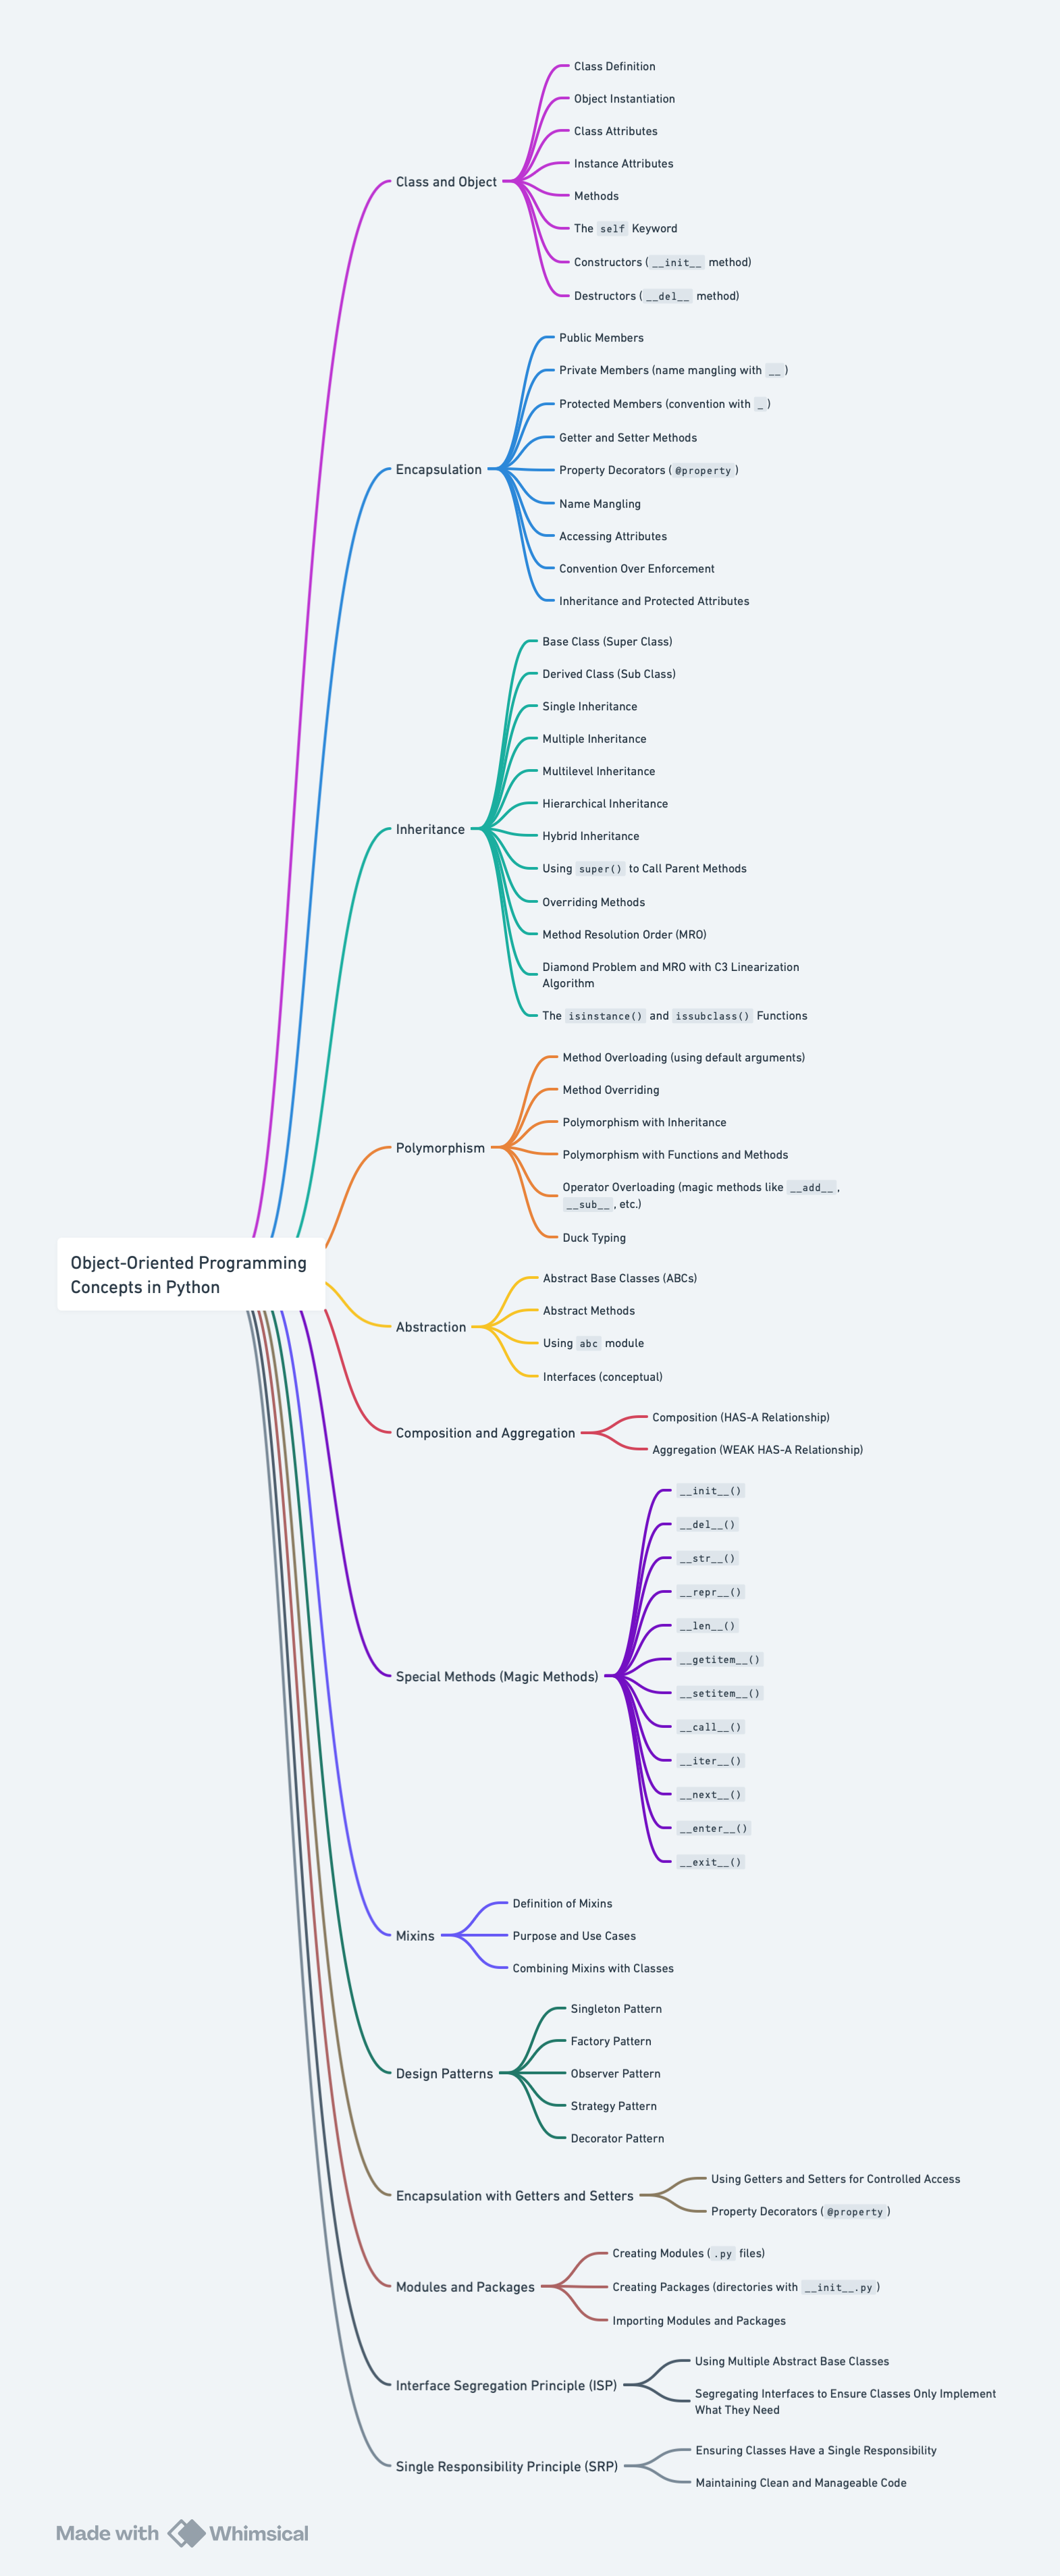 Class Definition
Object Instantiation
Class Attributes
Instance Attributes
Class and Object
Methods
The self Keyword
Constructors (__init__ method)
Destructors (__del__ method)
Public Members
Private Members (name mangling with __)
Protected Members (convention with _)
Getter and Setter Methods
Encapsulation
Property Decorators (@property)
Name Mangling
Accessing Attributes
Convention Over Enforcement
Inheritance and Protected Attributes
Base Class (Super Class)
Derived Class (Sub Class)
Single Inheritance
Multiple Inheritance
Multilevel Inheritance
Hierarchical Inheritance
Inheritance
Hybrid Inheritance
Using super() to Call Parent Methods
Overriding Methods
Method Resolution Order (MRO)
Diamond Problem and MRO with C3 Linearization
Algorithm
The isinstance() and issubclass() Functions
Method Overloading (using default arguments)
Method Overriding
Polymorphism with Inheritance
Polymorphism
Polymorphism with Functions and Methods
Operator Overloading (magic methods like __add__,
__sub__, etc.)
Duck Typing
Object-Oriented Programming
Concepts in Python
Abstract Base Classes (ABCs)
Abstract Methods
Abstraction
Using abc module
Interfaces (conceptual)
Composition (HAS-A Relationship)
Composition and Aggregation
Aggregation (WEAK HAS-A Relationship)
__init__()
__del__()
__str__()
__repr__()
__len__()
__getitem__()
Special Methods (Magic Methods)
__setitem__()
__call__()
__iter__()
__next__()
__enter__()
__exit__()
Definition of Mixins
Mixins
Purpose and Use Cases
Combining Mixins with Classes
Singleton Pattern
Factory Pattern
Design Patterns
Observer Pattern
Strategy Pattern
Decorator Pattern
Using Getters and Setters for Controlled Access
Encapsulation with Getters and Setters
Property Decorators (@property)
Creating Modules (.py files)
Modules and Packages
Creating Packages (directories with __init__.py)
Importing Modules and Packages
Using Multiple Abstract Base Classes
Interface Segregation Principle (ISP)
Segregating Interfaces to Ensure Classes Only Implement
What They Need
Ensuring Classes Have a Single Responsibility
Single Responsibility Principle (SRP)
Maintaining Clean and Manageable Code
Made with Whimsical